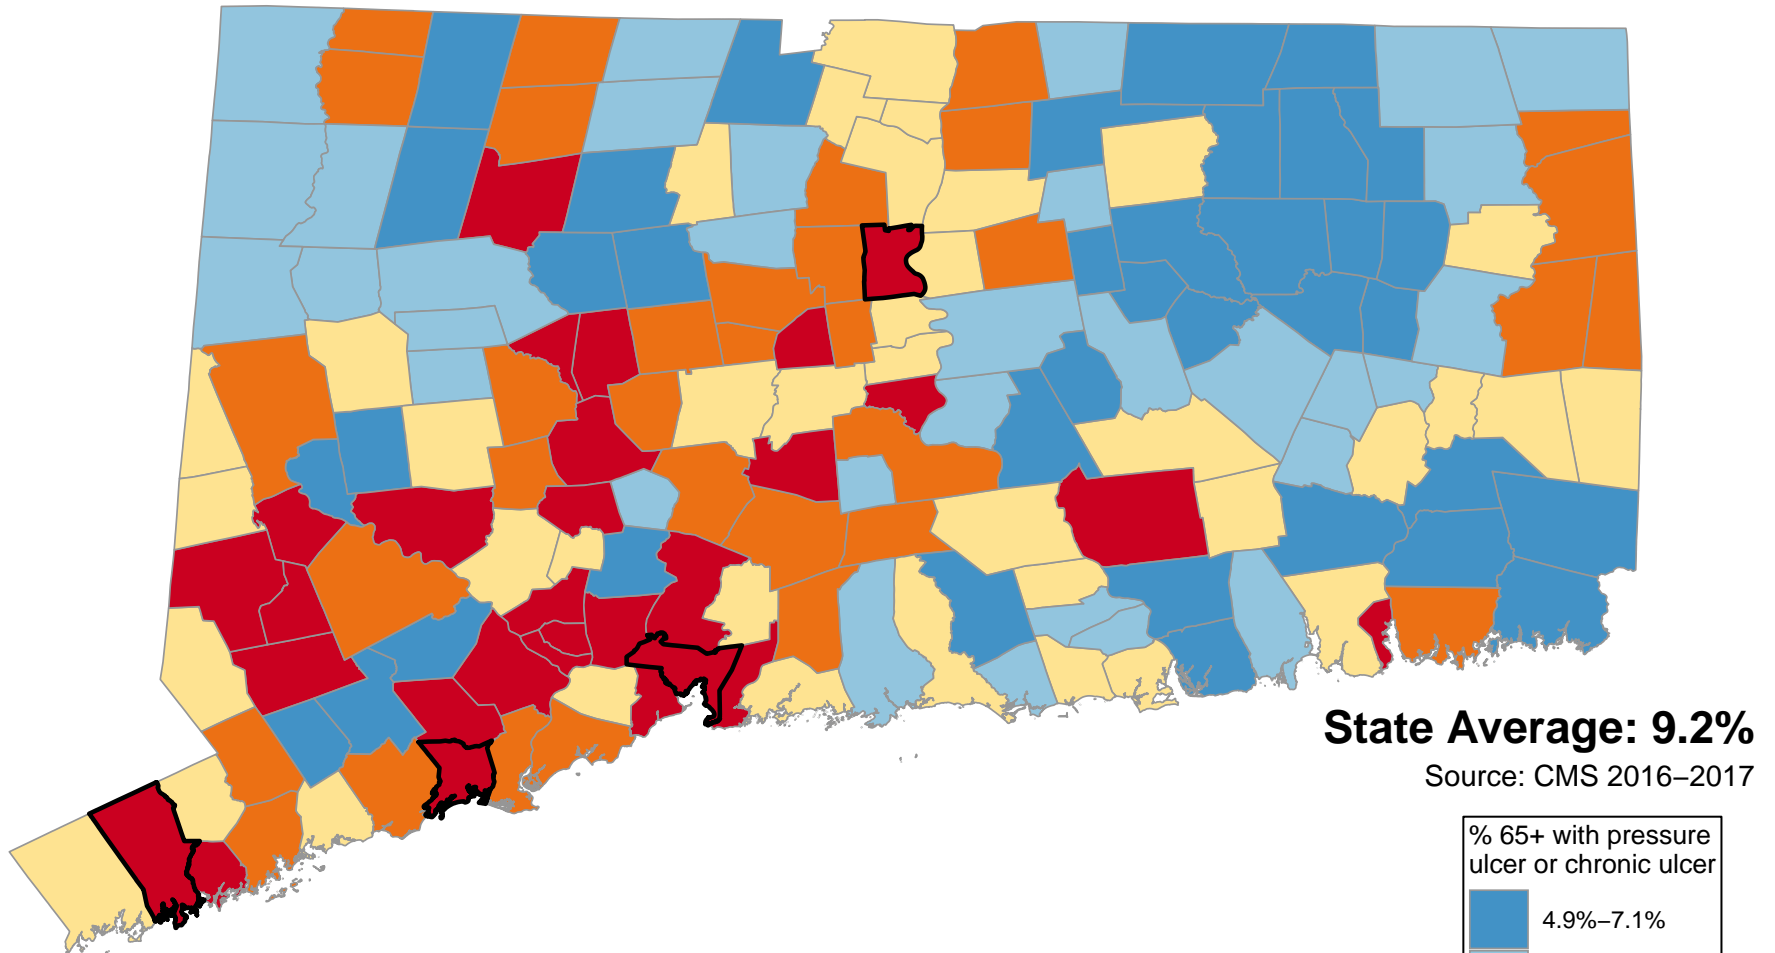 State Average: 9.2%
Source: CMS 2016–2017
% 65+ with pressure
ulcer or chronic ulcer
4.9%–7.1%